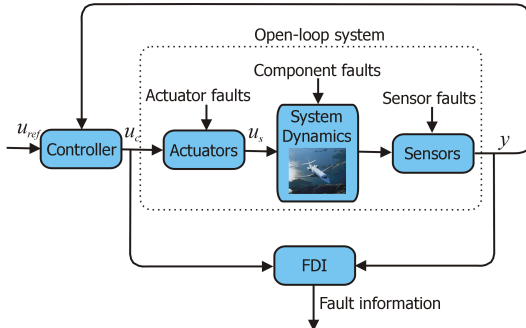 Open-loop system
Component faults
Actuator faults
Sensor faults
u_ref
Controller
u_c
Actuators
u_s
System
Dynamics
Sensors
y
FDI
Fault information